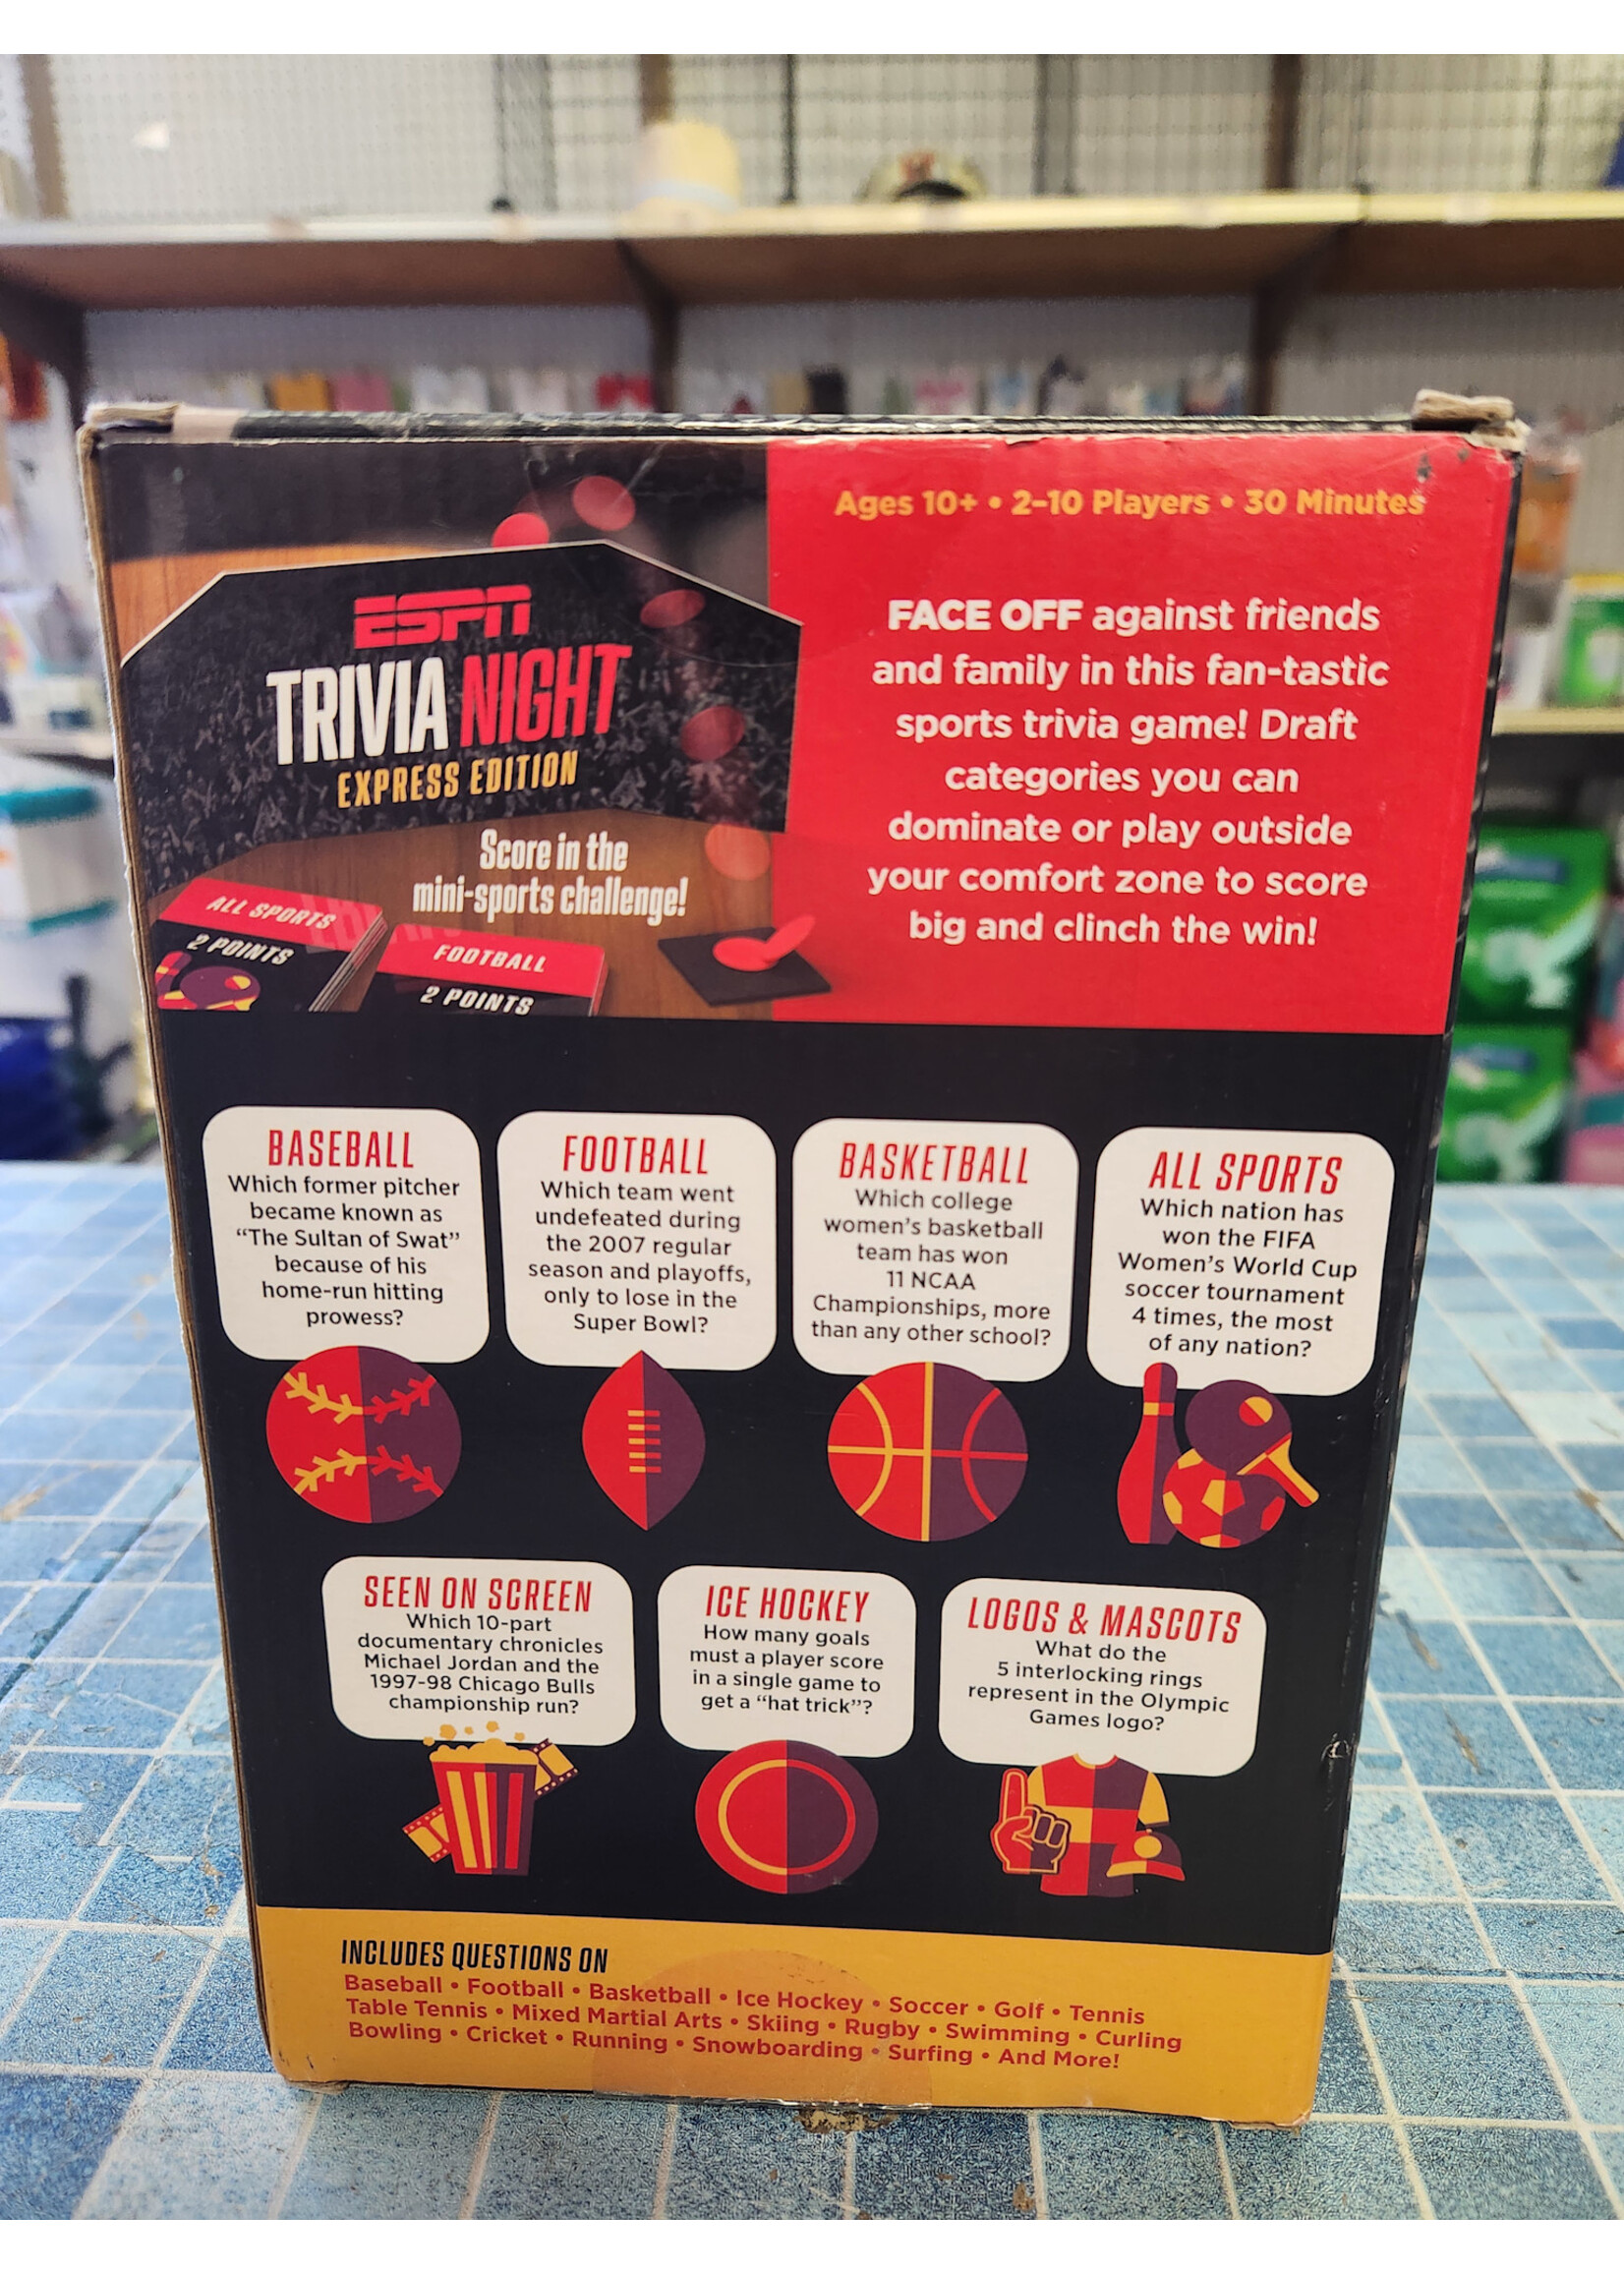 Ages 10+ • 2-10 Players • 30 Minutes
ESPN
TRIVIA NIGHT
EXPRESS EDITION
Score in the
mini-sports challenge!
ALL SPORTS
2 POINTS
FOOTBALL
2 POINTS
FACE OFF against friends
and family in this fan-tastic
sports trivia game! Draft
categories you can
dominate or play outside
your comfort zone to score
big and clinch the win!
BASEBALL
Which former pitcher
became known as
“The Sultan of Swat”
because of his
home-run hitting
prowess?
FOOTBALL
Which team went
undefeated during
the 2007 regular
season and playoffs,
only to lose in the
Super Bowl?
BASKETBALL
Which college
women's basketball
team has won
11 NCAA
Championships, more
than any other school?
ALL SPORTS
Which nation has
won the FIFA
Women's World Cup
soccer tournament
4 times, the most
of any nation?
SEEN ON SCREEN
Which 10-part
documentary chronicles
Michael Jordan and the
1997-98 Chicago Bulls
championship run?
ICE HOCKEY
How many goals
must a player score
in a single game to
get a “hat trick”?
LOGOS & MASCOTS
What do the
5 interlocking rings
represent in the Olympic
Games logo?
INCLUDES QUESTIONS ON
Baseball • Football • Basketball • Ice Hockey • Soccer • Golf • Tennis
Table Tennis • Mixed Martial Arts • Skiing • Rugby • Swimming • Curling
Bowling • Cricket • Running • Snowboarding • Surfing • And More!